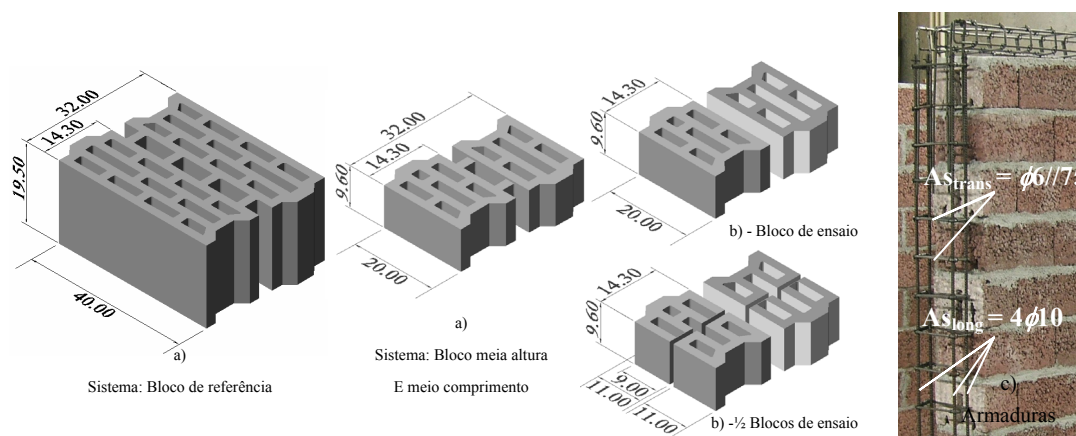 32.00
14.30
19.50
40.00
a)
Sistema: Bloco de referência
32.00
14.30
9.60
20.00
a)
Sistema: Bloco meia altura
E meio comprimento
14.30
9.60
20.00
b) - Bloco de ensaio
14.30
9.60
9.00
11.00
11.00
b) -½ Blocos de ensaio
Astrans = ϕ6//7
Aslong = 4ϕ10
c)
Armaduras